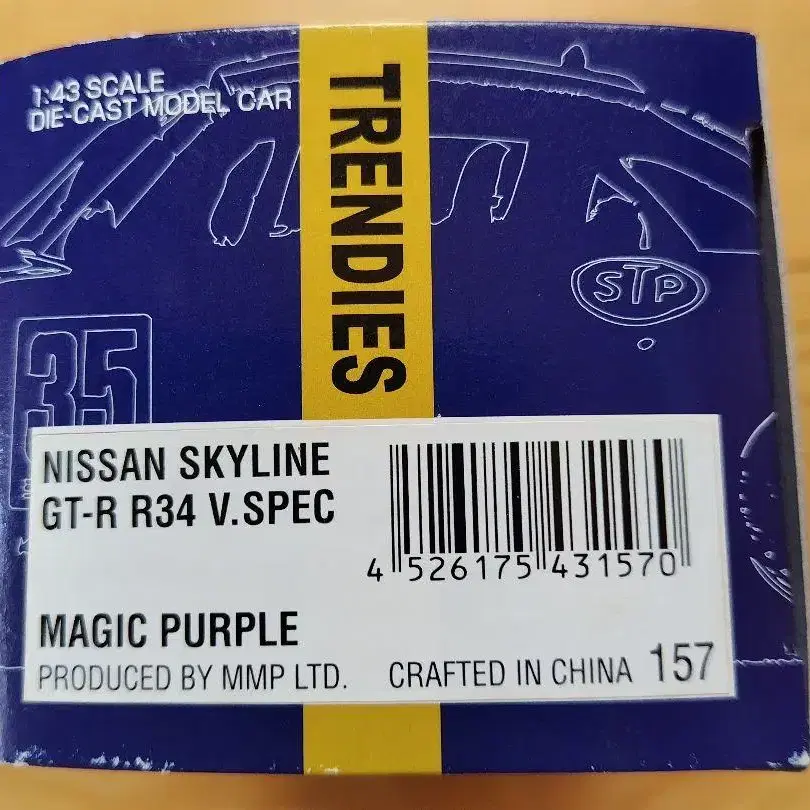 1:43 SCALE
DIE-CAST MODEL CAR
TRENDIES
STP
35
NISSAN SKYLINE
GT-R R34 V.SPEC
4 526175 431570
MAGIC PURPLE
PRODUCED BY MMP LTD. CRAFTED IN CHINA 157